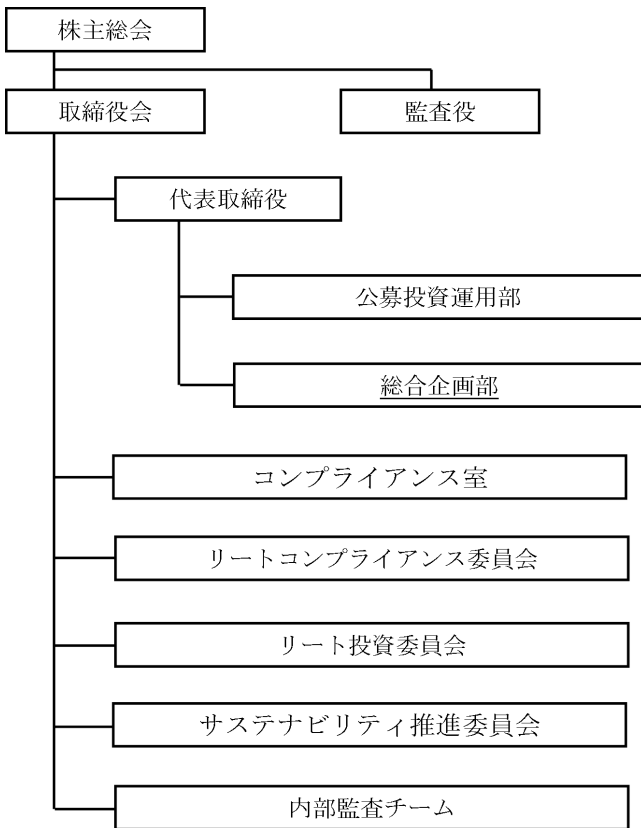 株主総会
取締役会
監査役
代表取締役
公募投資運用部
総合企画部
コンプライアンス室
リートコンプライアンス委員会
リート投資委員会
サステナビリティ推進委員会
内部監査チーム